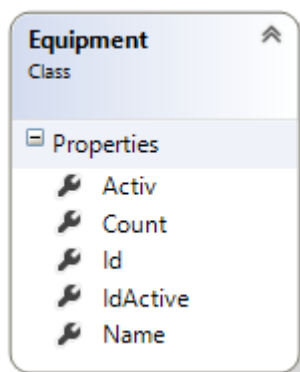 Equipment
Class
Properties
Activ
Count
Id
IdActive
Name